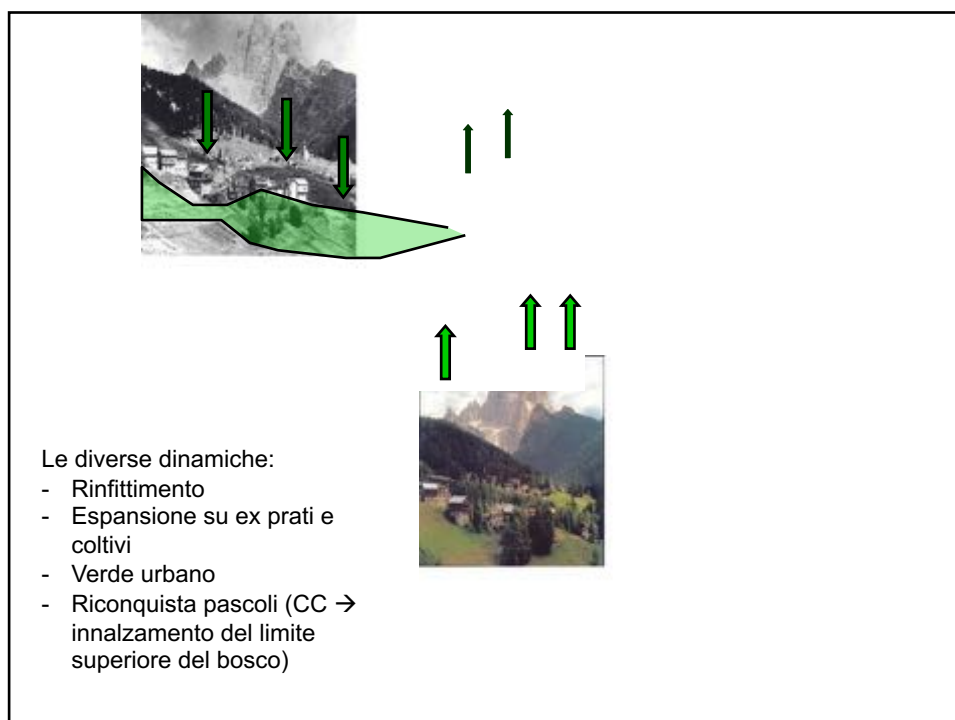 Le diverse dinamiche:
- Rinfittimento
- Espansione su ex prati e
coltivi
- Verde urbano
- Riconquista pascoli (CC →
innalzamento del limite
superiore del bosco)